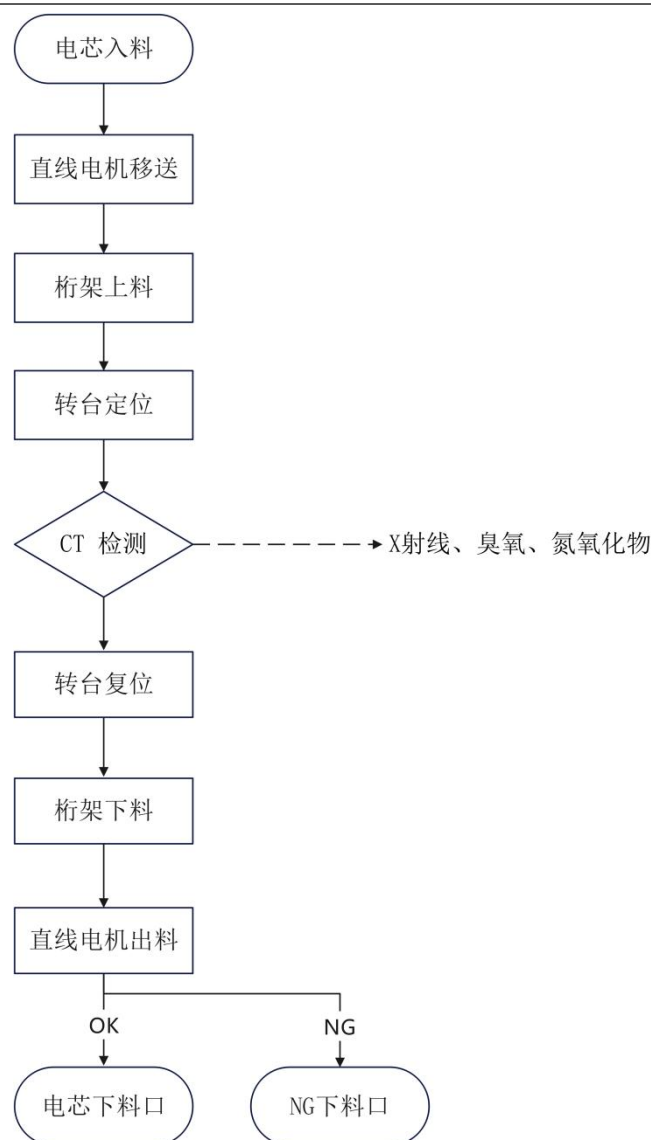 电芯入料
直线电机移送
桁架上料
转台定位
CT 检测
X射线、臭氧、氮氧化物
转台复位
桁架下料
直线电机出料
OK
NG
电芯下料口
NG下料口